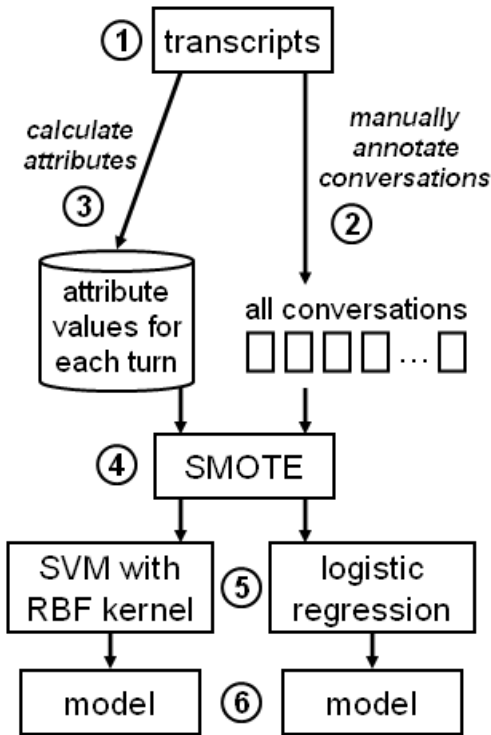 1 transcripts
calculate
attributes
3
manually
annotate
conversations
2
attribute
values for
each turn
all conversations
...
4 SMOTE
SVM with
RBF kernel
5
logistic
regression
model
6
model